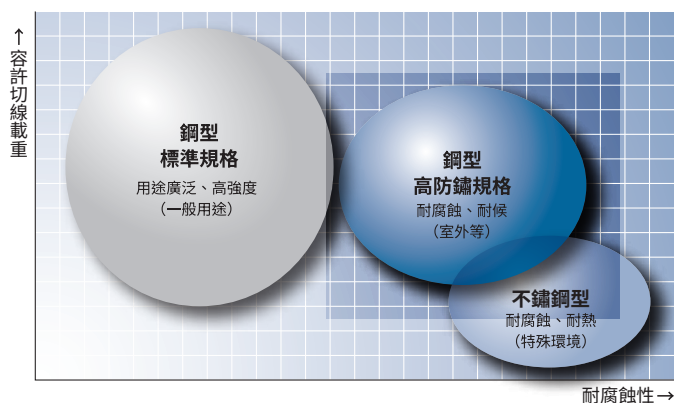 ↑容許切線載重
鋼型
標準規格
用途廣泛、高強度
（一般用途）
鋼型
高防鏽規格
耐腐蝕、耐候
（室外等）
不鏽鋼型
耐腐蝕、耐熱
（特殊環境）
耐腐蝕性→